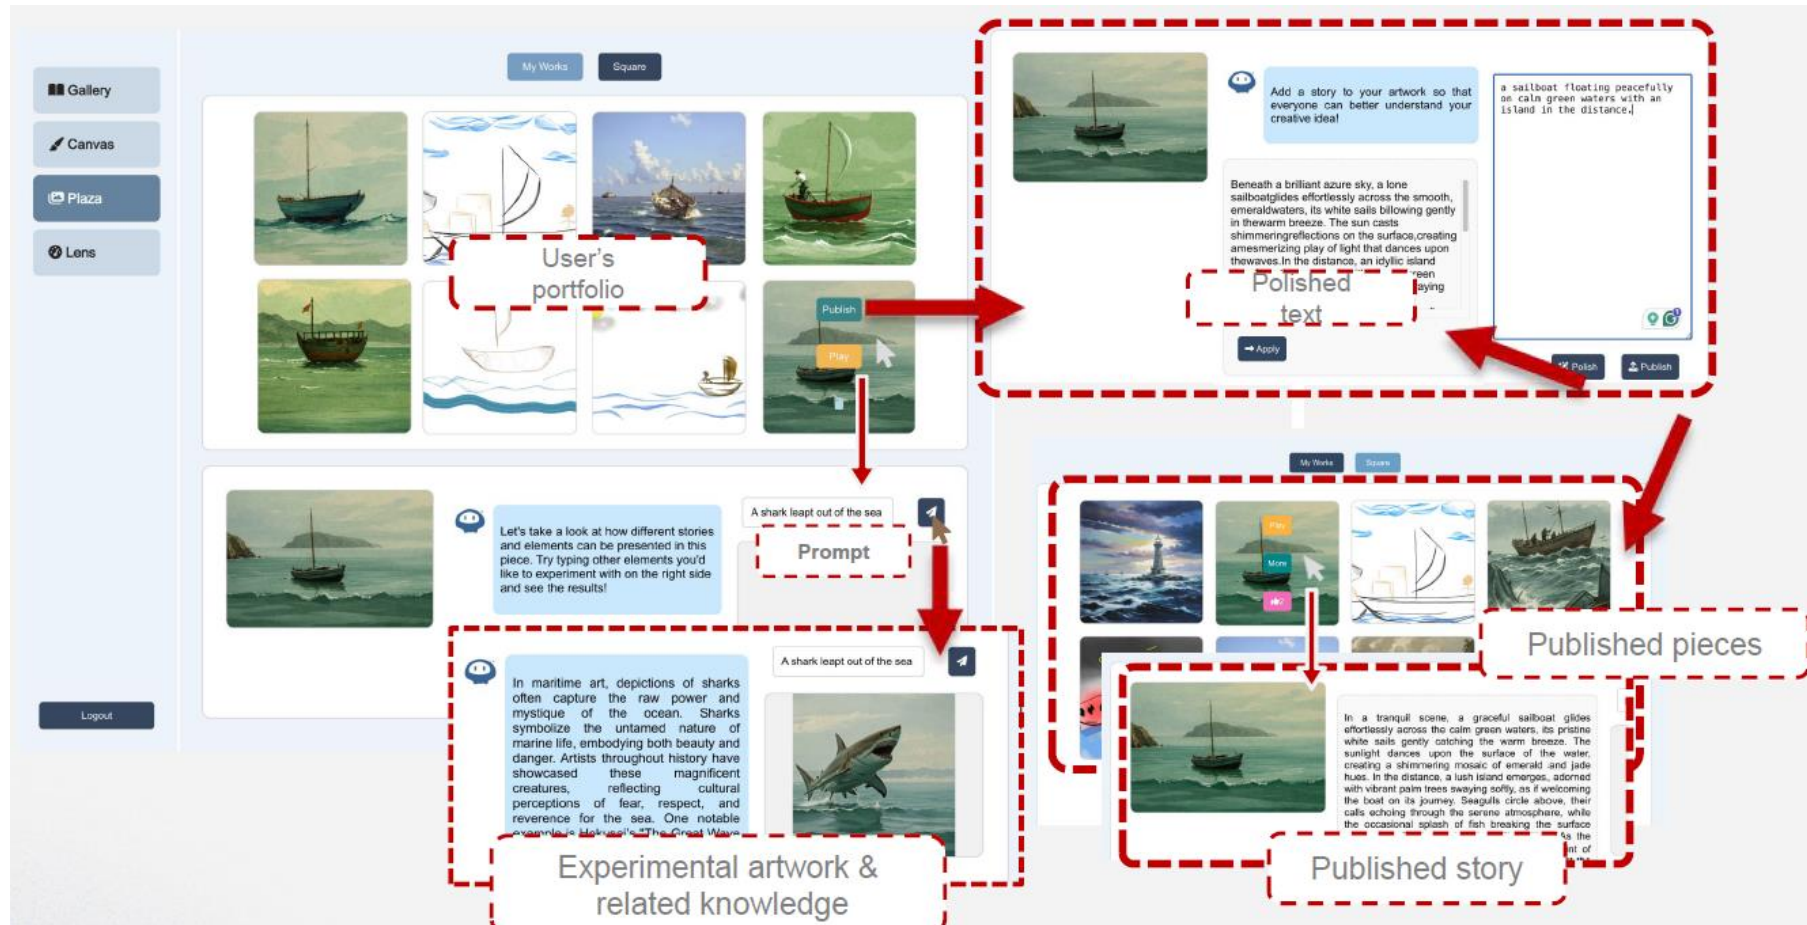 Gallery
Canvas
Plaza
Lens
Logout
My Works
Square
User's
portfolio
Publish
Play
Let's take a look at how different stories
and elements can be presented in this
piece. Try typing other elements you'd
like to experiment with on the right side
and see the results!
A shark leapt out of the sea
Prompt
In maritime art, depictions of sharks
often capture the raw power and
mystique of the ocean. Sharks
symbolize the untamed nature of
marine life, embodying both beauty and
danger. Artists throughout history have
showcased these magnificent
creatures, reflecting cultural
perceptions of fear, respect, and
reverence for the sea. One notable
example is Hokusai's "The Great Wave
A shark leapt out of the sea
Experimental artwork &
related knowledge
Add a story to your artwork so that
everyone can better understand your
creative idea!
a sailboat floating peacefully
on calm green waters with an
island in the distance.
Beneath a brilliant azure sky, a lone
sailboatglides effortlessly across the smooth,
emeraldwaters, its white sails billowing gently
in thewarm breeze. The sun casts
shimmeringreflections on the surface,creating
amesmerizing play of light that dances upon
thewaves.In the distance, an idyllic island
Polished
text
Apply
Polish
Publish
My Works
Square
Play
More
Published pieces
In a tranquil scene, a graceful sailboat glides
effortlessly across the calm green waters, its pristine
white sails gently catching the warm breeze. The
sunlight dances upon the surface of the water,
creating a shimmering mosaic of emerald and jade
hues. In the distance, a lush island emerges, adorned
with vibrant palm trees swaying softly, as if welcoming
the boat on its journey. Seagulls circle above, their
calls echoing through the serene atmosphere, while
the occasional splash of fish breaking the surface
As the
Published story